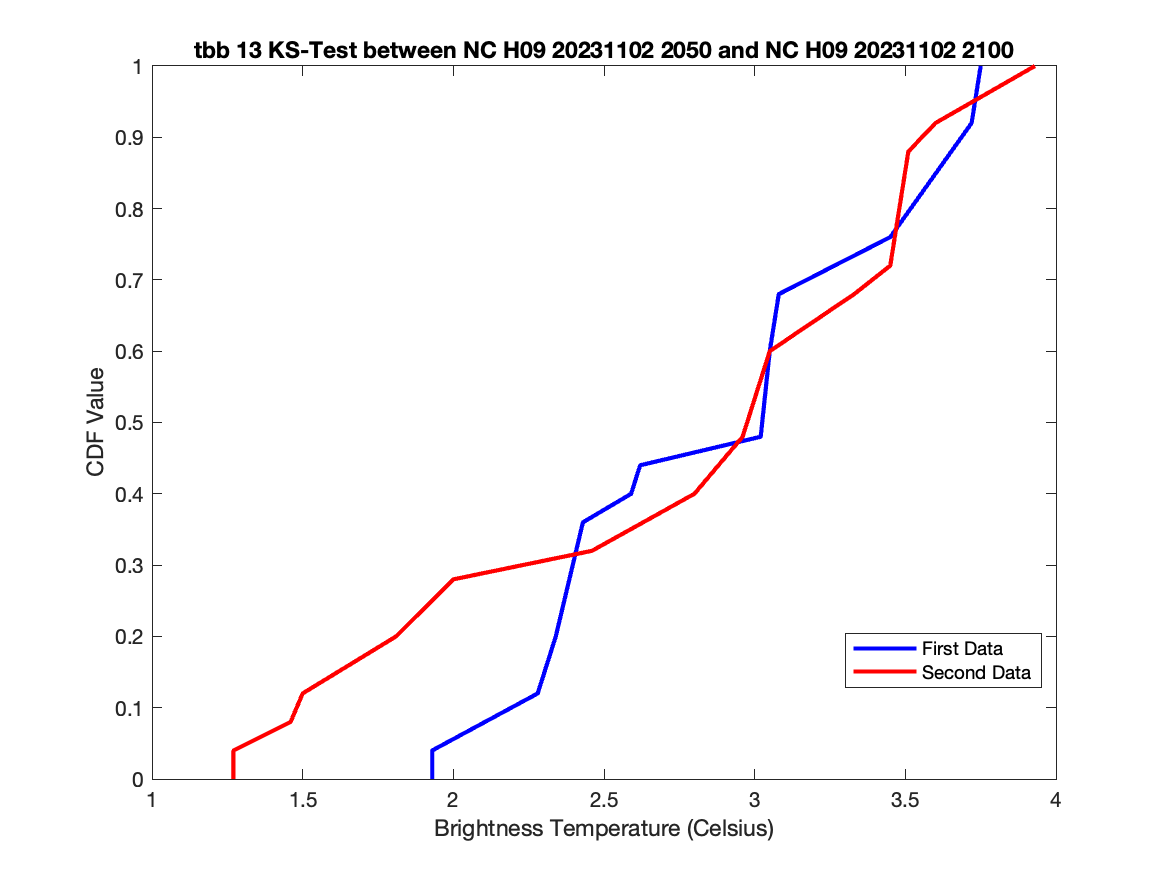 tbb 13 KS-Test between NC H09 20231102 2050 and NC H09 20231102 2100
1
0.9
0.8
0.7
0.6
0.5
0.4
0.3
0.2
0.1
0
CDF Value
First Data
Second Data
1 1.5 2 2.5 3 3.5 4
Brightness Temperature (Celsius)